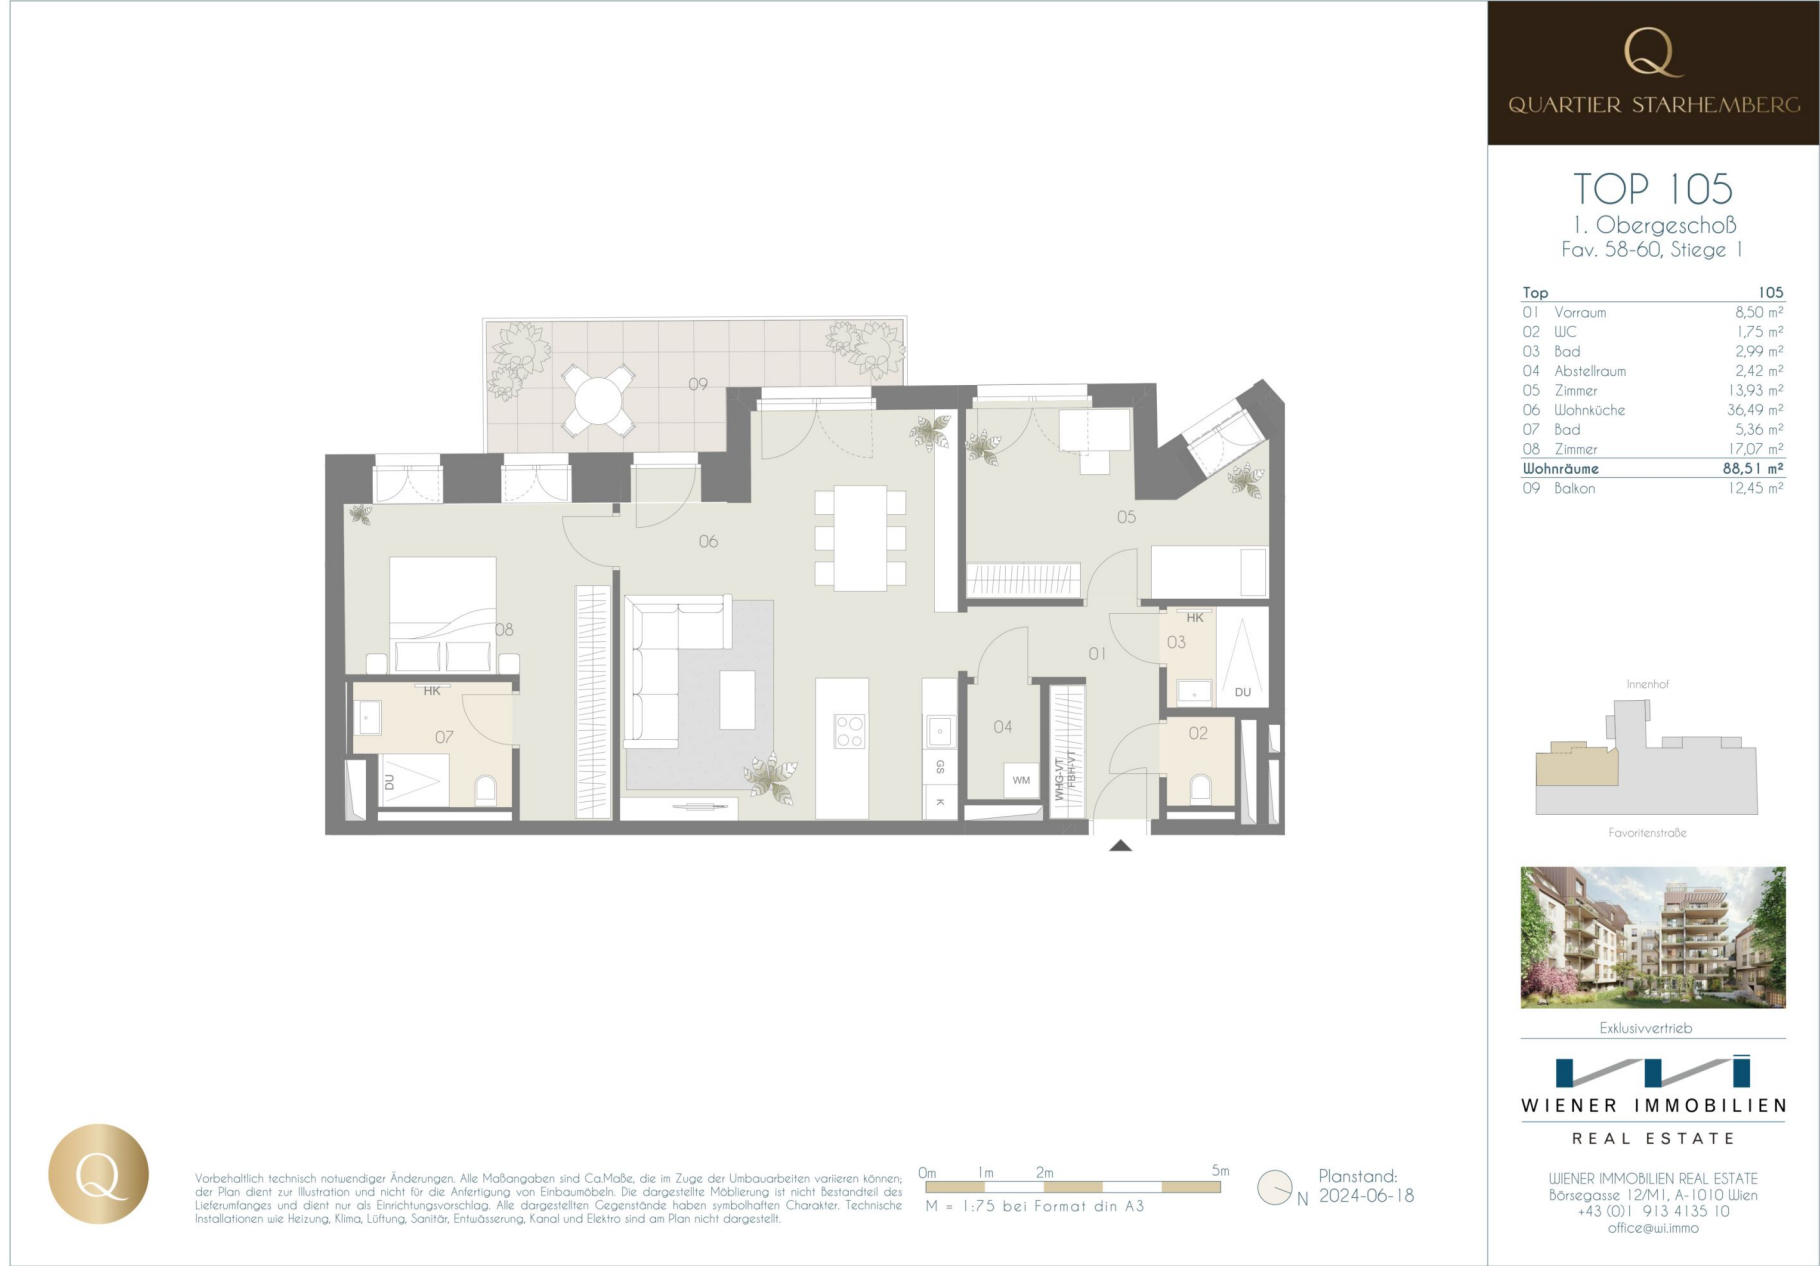 Q
QUARTIER STARHEMBERG
TOP 105
1. Obergeschoß
Fav. 58-60, Stiege 1
Top 105
01 Vorraum 8,50 m²
02 WC 1,75 m²
03 Bad 2,99 m²
04 Abstellraum 2,42 m²
05 Zimmer 13,93 m²
06 Wohnküche 36,49 m²
07 Bad 5,36 m²
08 Zimmer 17,07 m²
Wohnräume 88,51 m²
09 Balkon 12,45 m²
09
05
06
08
HK
03
01
DU
HK
07
DU
04
02
WM
GS
K
WHG-VT
FBH-VT
Innenhof
Favoritenstraße
Exklusivvertrieb
WIENER IMMOBILIEN
REAL ESTATE
WIENER IMMOBILIEN REAL ESTATE
Börsegasse 12/M1, A-1010 Wien
+43 (0)1 913 4135 10
office@wi.immo
Q
Vorbehaltlich technisch notwendiger Änderungen. Alle Maßangaben sind Ca.Maße, die im Zuge der Umbauarbeiten variieren können;
der Plan dient zur Illustration und nicht für die Anfertigung von Einbaumöbeln. Die dargestellte Möblierung ist nicht Bestandteil des
Lieferumfanges und dient nur als Einrichtungsvorschlag. Alle dargestellten Gegenstände haben symbolhaften Charakter. Technische
Installationen wie Heizung, Klima, Lüftung, Sanitär, Entwässerung, Kanal und Elektro sind am Plan nicht dargestellt.
0m 1m 2m 5m
M = 1:75 bei Format din A3
N
Planstand:
2024-06-18